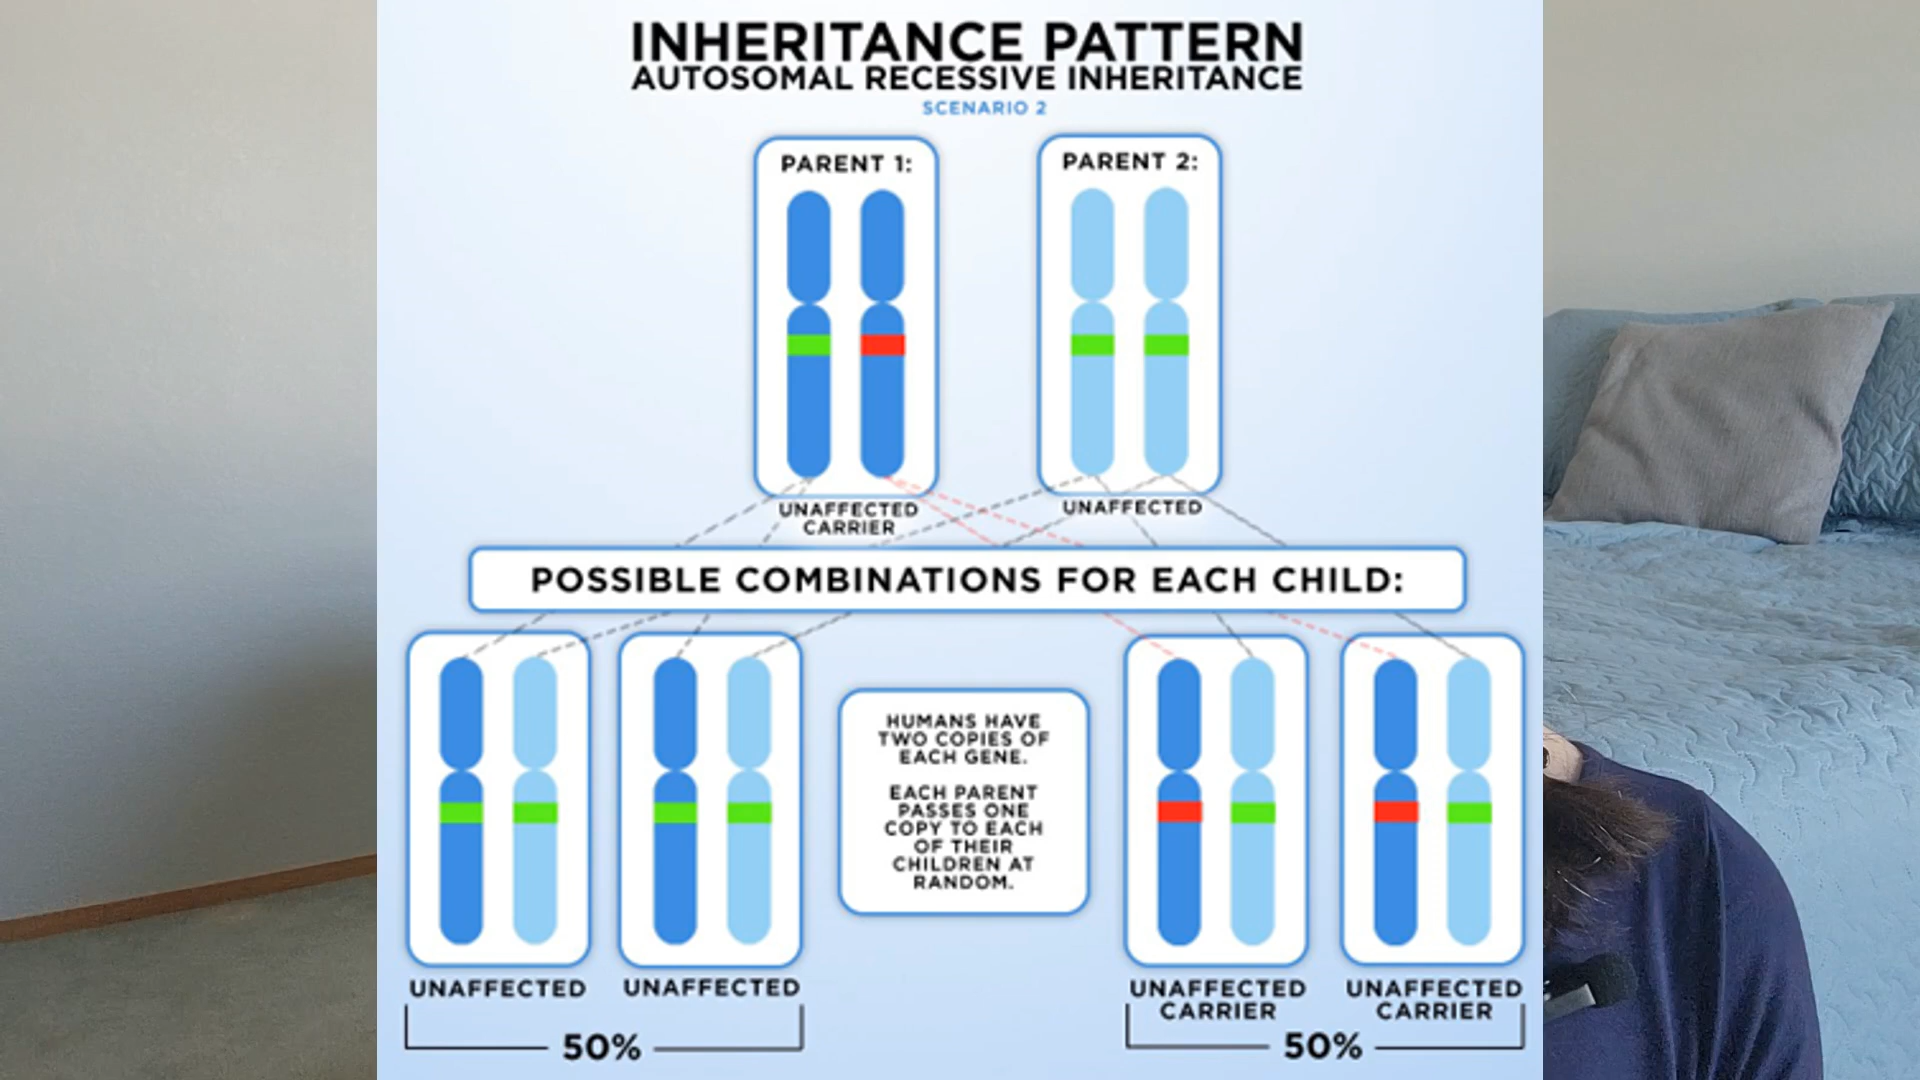 INHERITANCE PATTERN
AUTOSOMAL RECESSIVE INHERITANCE
SCENARIO 2
PARENT 1:
PARENT 2:
UNAFFECTED
CARRIER
UNAFFECTED
POSSIBLE COMBINATIONS FOR EACH CHILD:
HUMANS HAVE
TWO COPIES OF
EACH GENE.
EACH PARENT
PASSES ONE
COPY TO EACH
OF THEIR
CHILDREN AT
RANDOM.
UNAFFECTED
UNAFFECTED
UNAFFECTED
CARRIER
UNAFFECTED
CARRIER
50%
50%